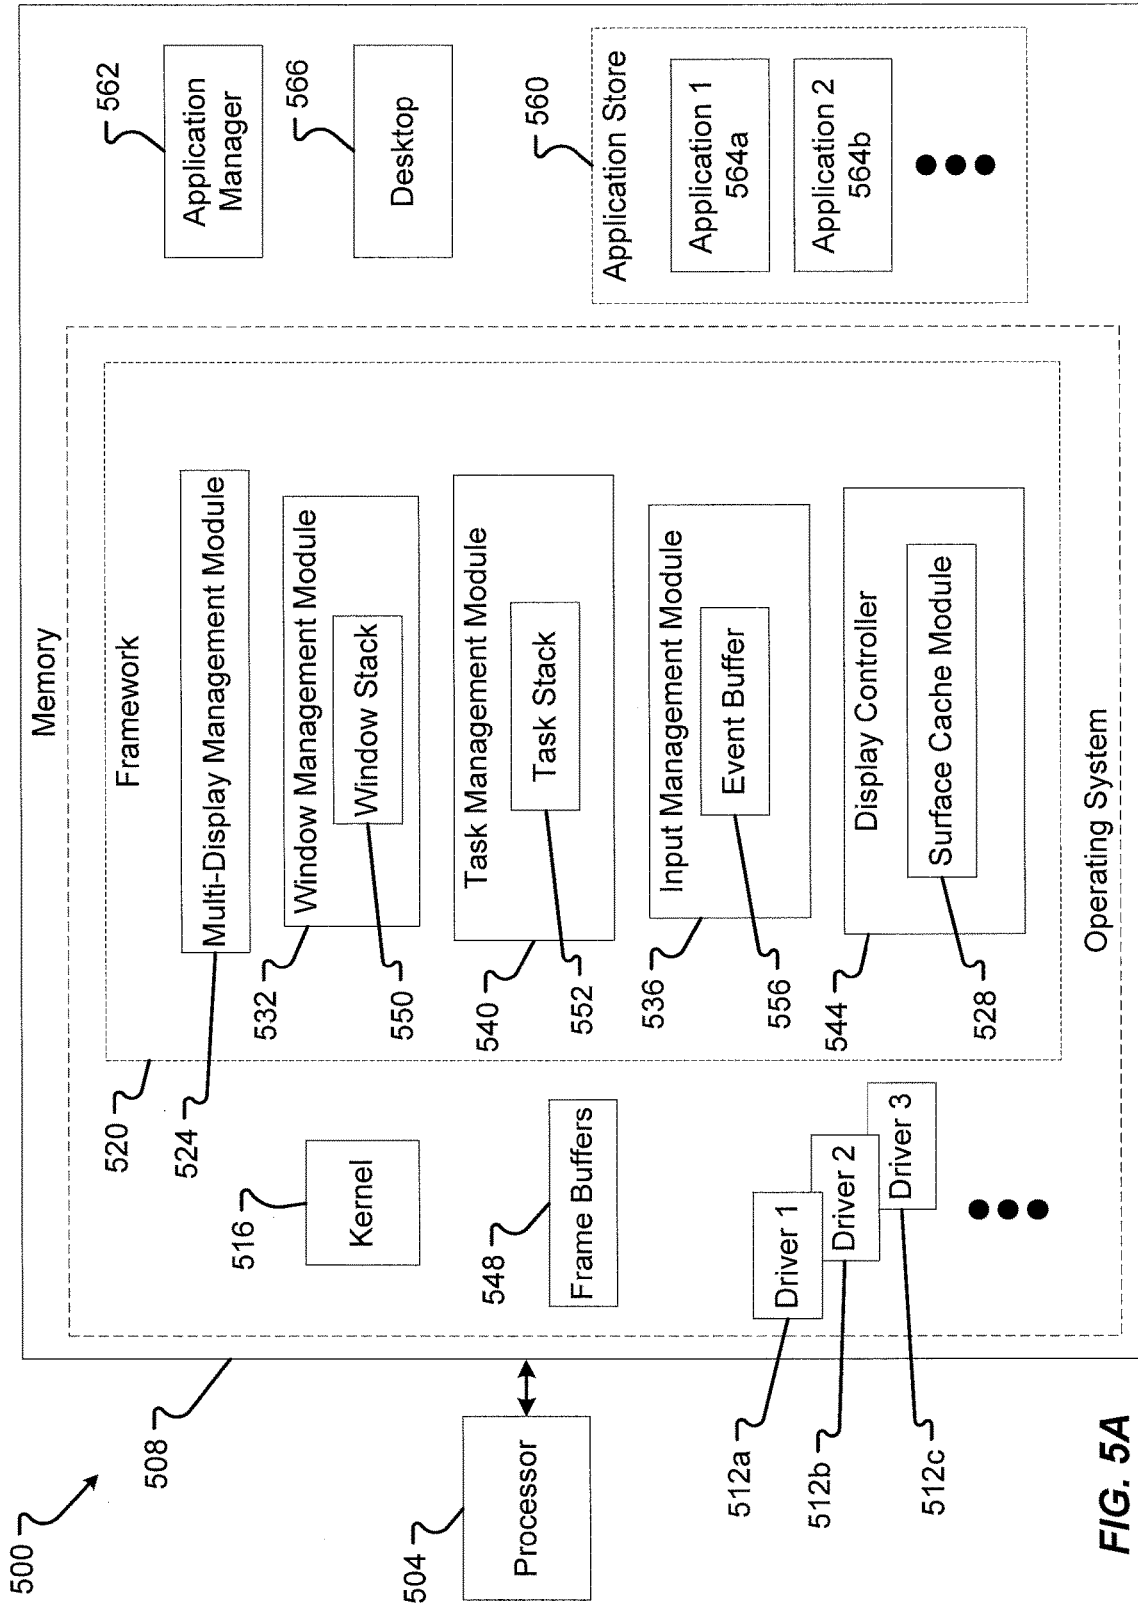 500
508
Memory
504
Processor
520
Framework
524
Multi-Display Management Module
532
Window Management Module
550
Window Stack
540
Task Management Module
552
Task Stack
536
Input Management Module
556
Event Buffer
544
Display Controller
528
Surface Cache Module
516
Kernel
548
Frame Buffers
512a
Driver 1
512b
Driver 2
512c
Driver 3
Operating System
562
Application
Manager
566
Desktop
560
Application Store
Application 1
564a
Application 2
564b
FIG. 5A